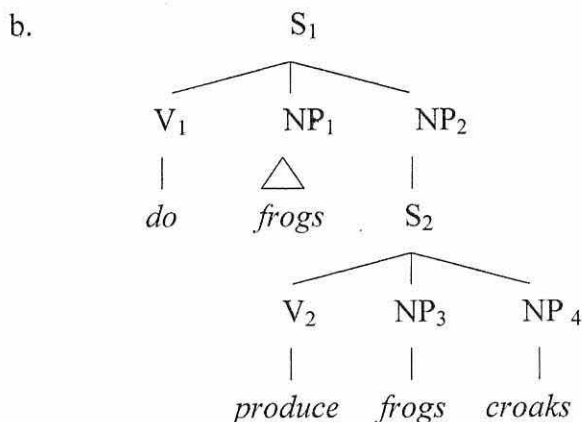 b.
S₁
V₁ NP₁ NP₂
do frogs S₂
V₂ NP₃ NP₄
produce frogs croaks